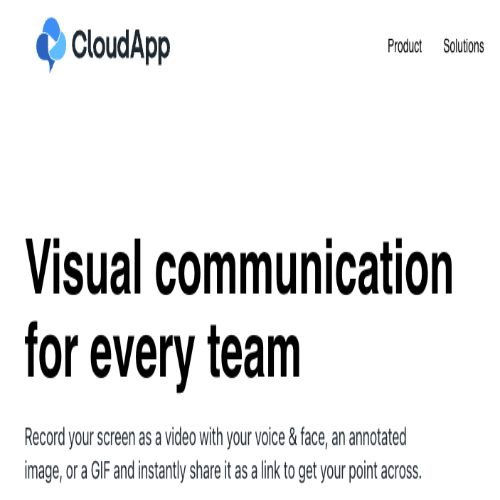 CloudApp
Product Solutions
Visual communication
for every team
Record your screen as a video with your voice & face, an annotated
image, or a GIF and instantly share it as a link to get your point across.